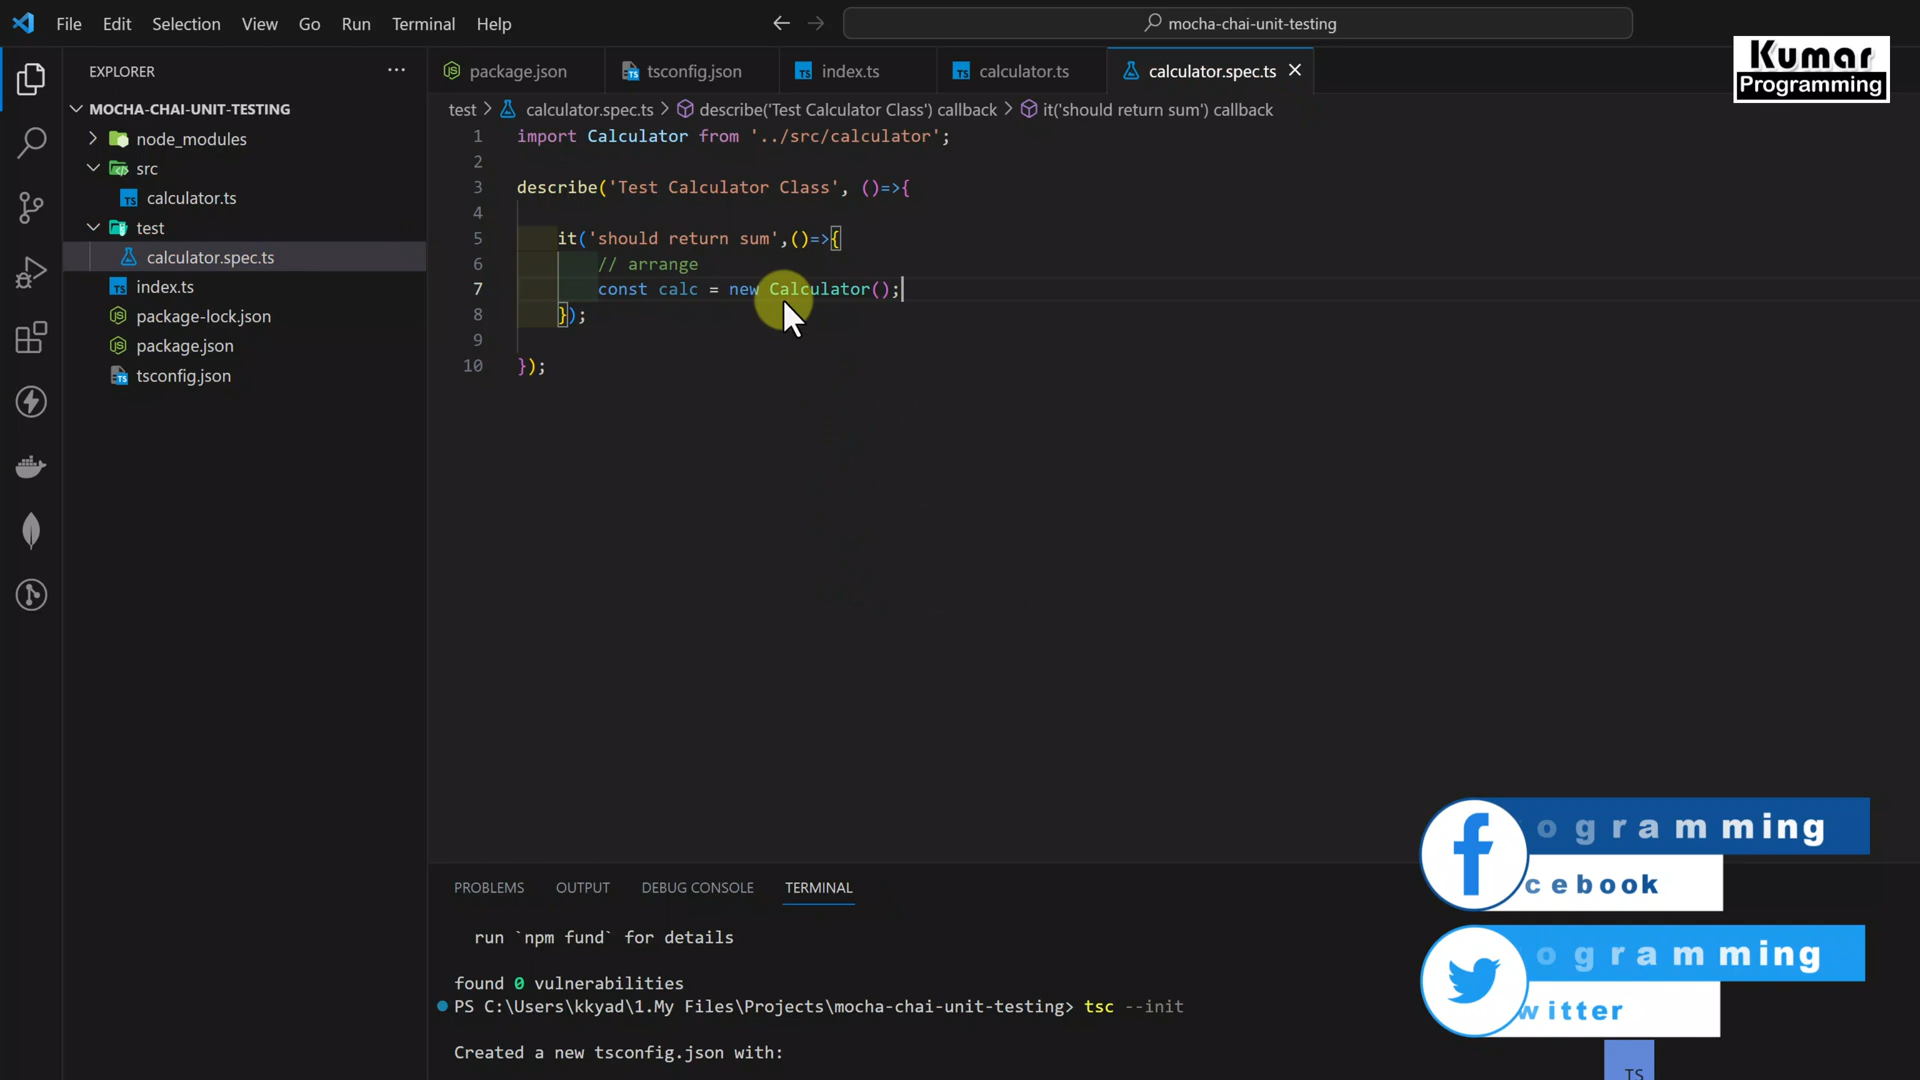 File Edit Selection View Go Run Terminal Help
mocha-chai-unit-testing
Kumar
Programming
EXPLORER
MOCHA-CHAI-UNIT-TESTING
node_modules
src
TS calculator.ts
test
calculator.spec.ts
TS index.ts
package-lock.json
package.json
TS tsconfig.json
package.json
TS tsconfig.json
TS index.ts
TS calculator.ts
calculator.spec.ts
test > calculator.spec.ts > describe('Test Calculator Class') callback > it('should return sum') callback
1 import Calculator from '../src/calculator';
2
3 describe('Test Calculator Class', ()=>{
4
5 it('should return sum',()=>{
6 // arrange
7 const calc = new Calculator();
8 });
9
10 });
PROBLEMS OUTPUT DEBUG CONSOLE TERMINAL
run `npm fund` for details
found 0 vulnerabilities
PS C:\Users\kkyad\1.My Files\Projects\mocha-chai-unit-testing> tsc --init
Created a new tsconfig.json with:
ogramming
cebook
ogramming
witter
TS